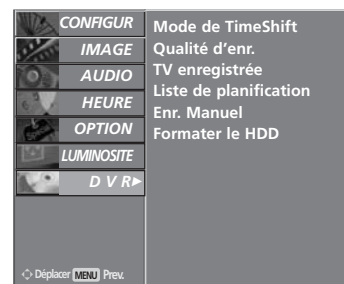 CONFIGUR
IMAGE
AUDIO
HEURE
OPTION
LUMINOSITE
D V R
Mode de TimeShift
Qualité d'enr.
TV enregistrée
Liste de planification
Enr. Manuel
Formater le HDD
Déplacer MENU Prev.